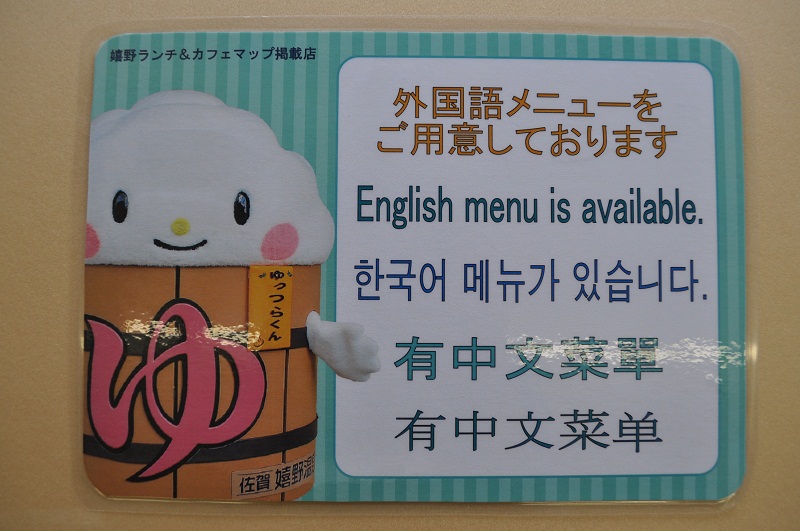 嬉野ランチ＆カフェマップ掲載店
外国語メニューを
ご用意しております
English menu is available.
한국어 메뉴가 있습니다.
有中文菜單
有中文菜单
ゆっつらくん
ゆ
佐賀 嬉野温